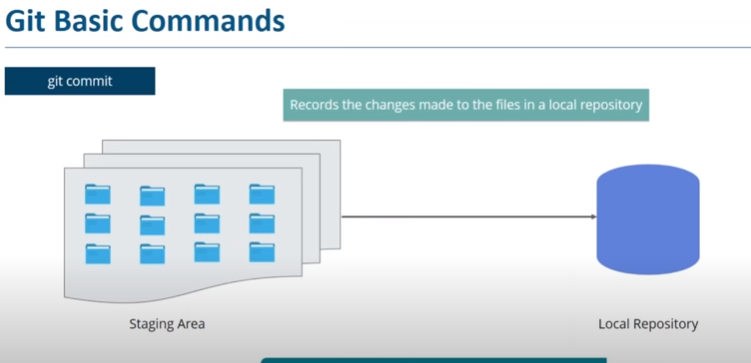 Git Basic Commands
git commit
Records the changes made to the files in a local repository
Staging Area
Local Repository